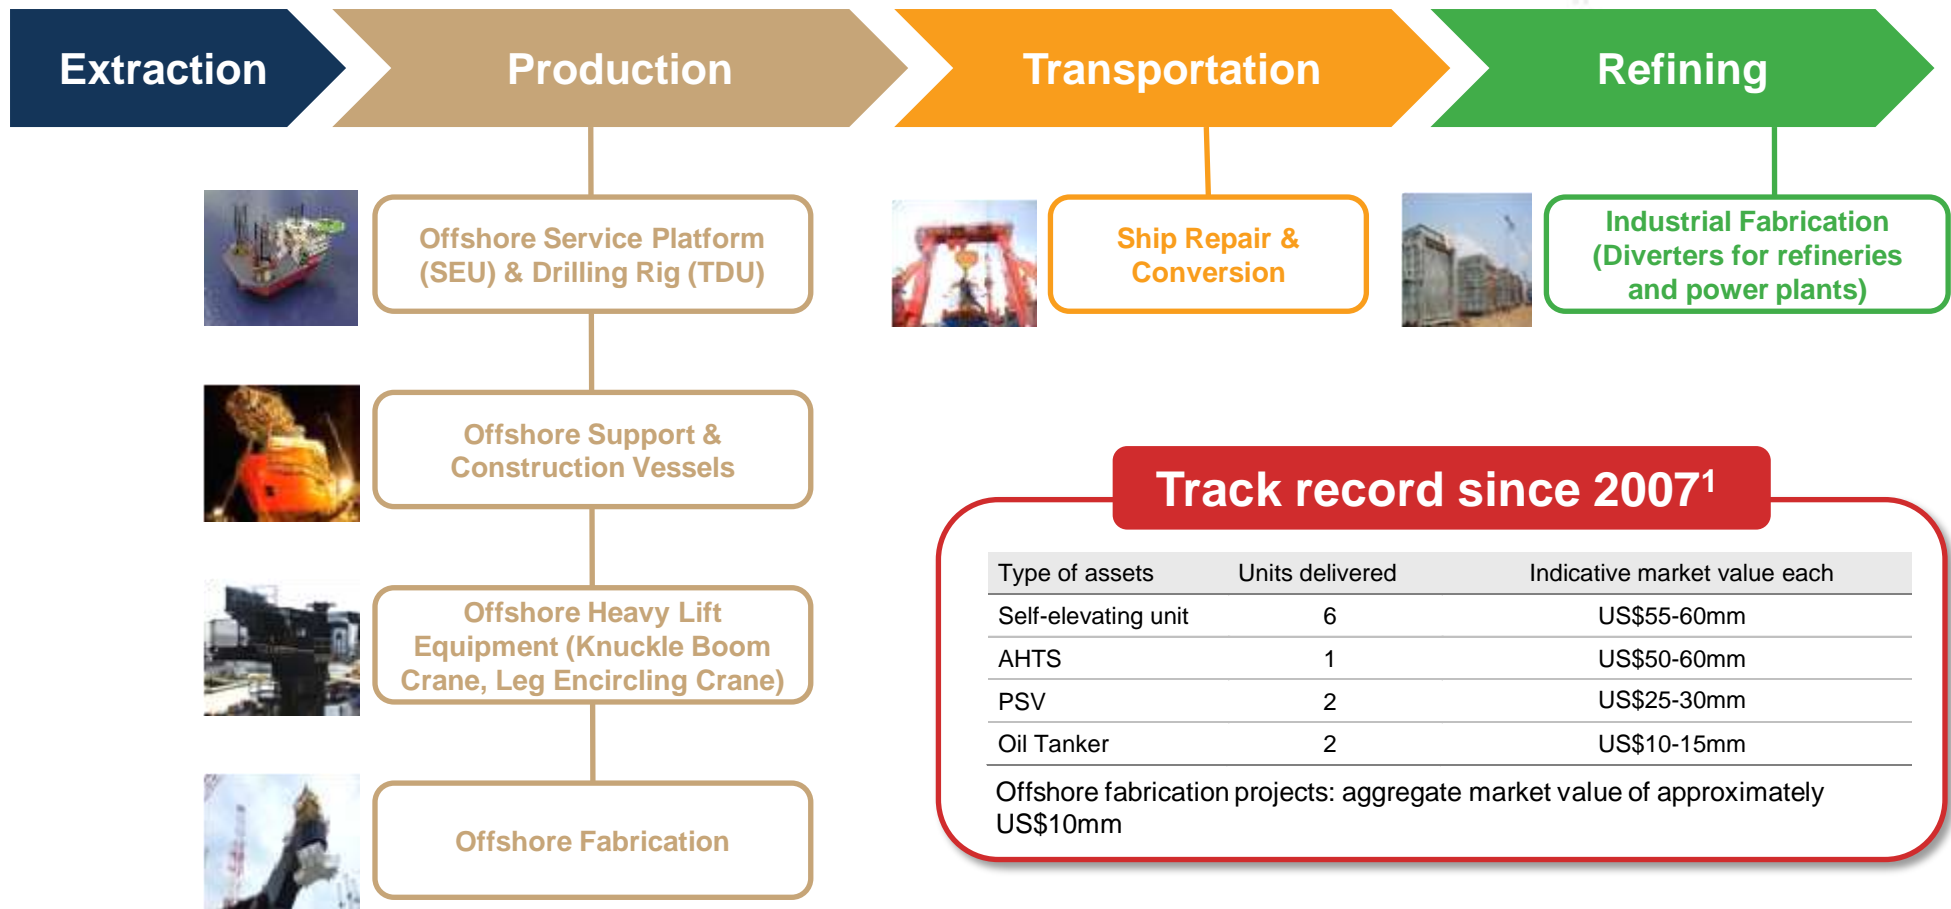 Extraction
Production
Transportation
Refining
Offshore Service Platform
(SEU) & Drilling Rig (TDU)
Ship Repair &
Conversion
Industrial Fabrication
(Diverters for refineries
and power plants)
Offshore Support &
Construction Vessels
Offshore Heavy Lift
Equipment (Knuckle Boom
Crane, Leg Encircling Crane)
Offshore Fabrication
Track record since 2007¹
Type of assets Units delivered Indicative market value each
Self-elevating unit 6 US$55-60mm
AHTS 1 US$50-60mm
PSV 2 US$25-30mm
Oil Tanker 2 US$10-15mm
Offshore fabrication projects: aggregate market value of approximately
US$10mm